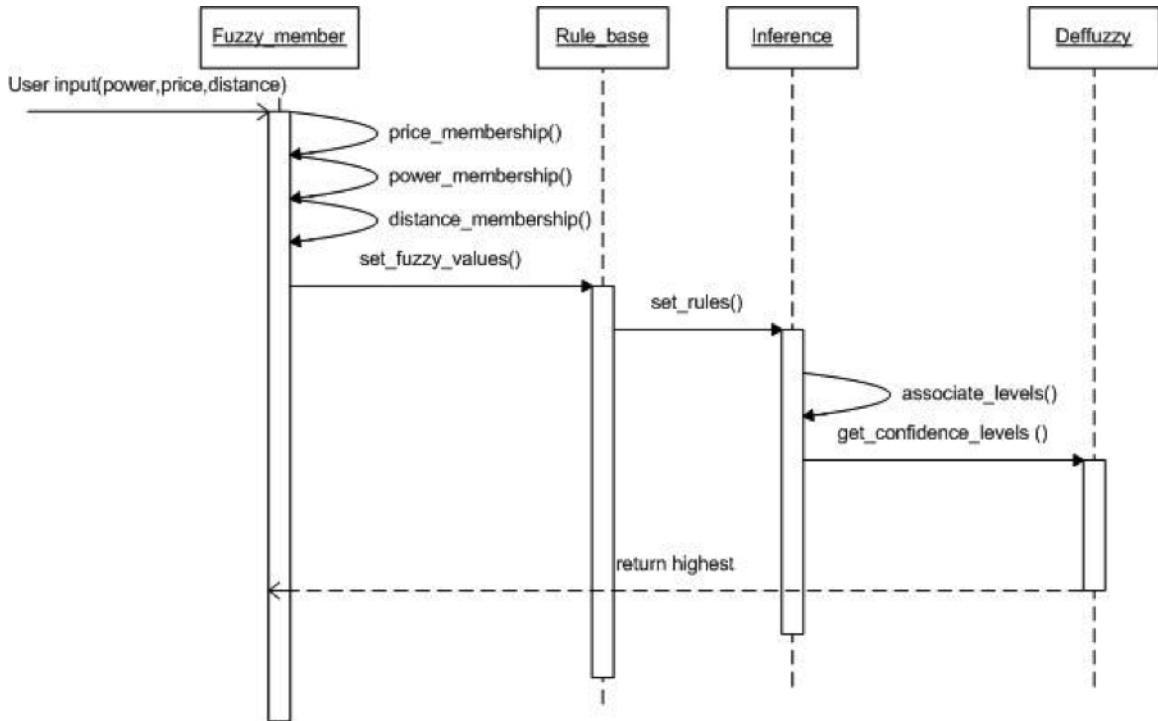 Fuzzy_member
Rule_base
Inference
Deffuzzy
User input(power,price,distance)
price_membership()
power_membership()
distance_membership()
set_fuzzy_values()
set_rules()
associate_levels()
get_confidence_levels ()
return highest